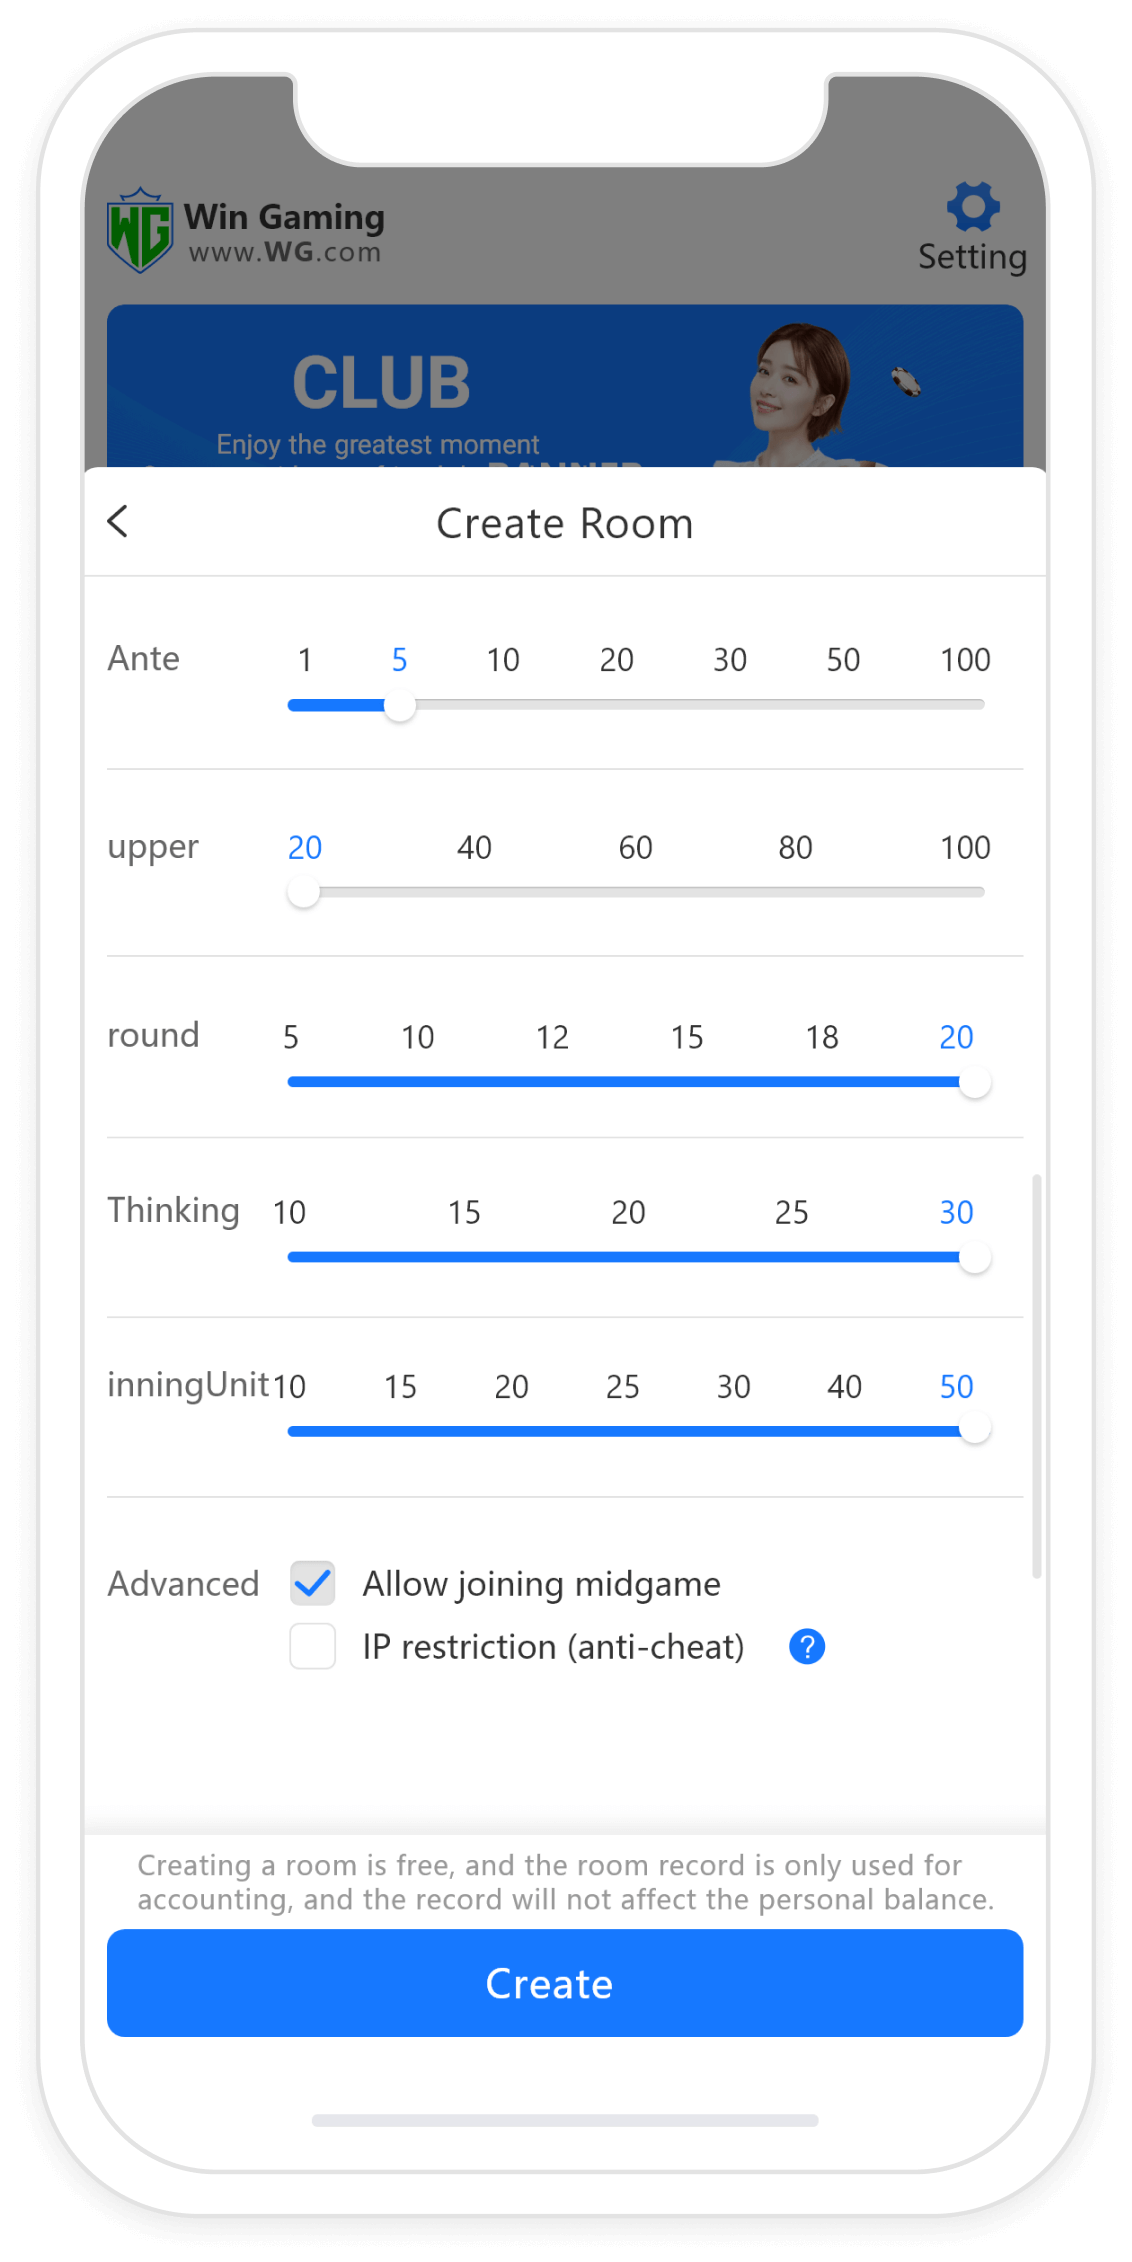 WG
Win Gaming
www.WG.com
Setting
CLUB
Enjoy the greatest moment
Create Room
Ante 1 5 10 20 30 50 100
upper 20 40 60 80 100
round 5 10 12 15 18 20
Thinking 10 15 20 25 30
inningUnit 10 15 20 25 30 40 50
Advanced Allow joining midgame
IP restriction (anti-cheat) ?
Creating a room is free, and the room record is only used for
accounting, and the record will not affect the personal balance.
Create